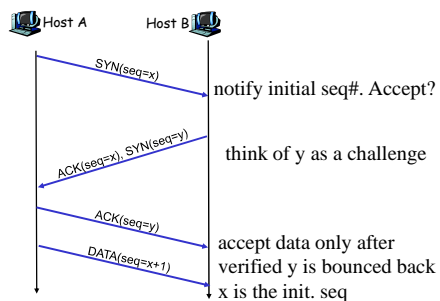 Host A
Host B
SYN(seq=x)
notify initial seq#. Accept?
ACK(seq=x), SYN(seq=y)
think of y as a challenge
ACK(seq=y)
DATA(seq=x+1)
accept data only after
verified y is bounced back
x is the init. seq